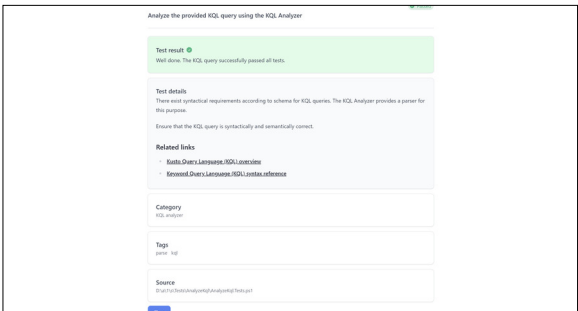 Analyze the provided KQL query using the KQL Analyzer
Test result
Well done. The KQL query successfully passed all tests.
Test details
There exist syntactical requirements according to schema for KQL queries. The KQL Analyzer provides a parser for
this purpose.
Ensure that the KQL query is syntactically and semantically correct.
Related links
Kusto Query Language (KQL) overview
Keyword Query Language (KQL) syntax reference
Category
KQL analyzer
Tags
parse kql
Source